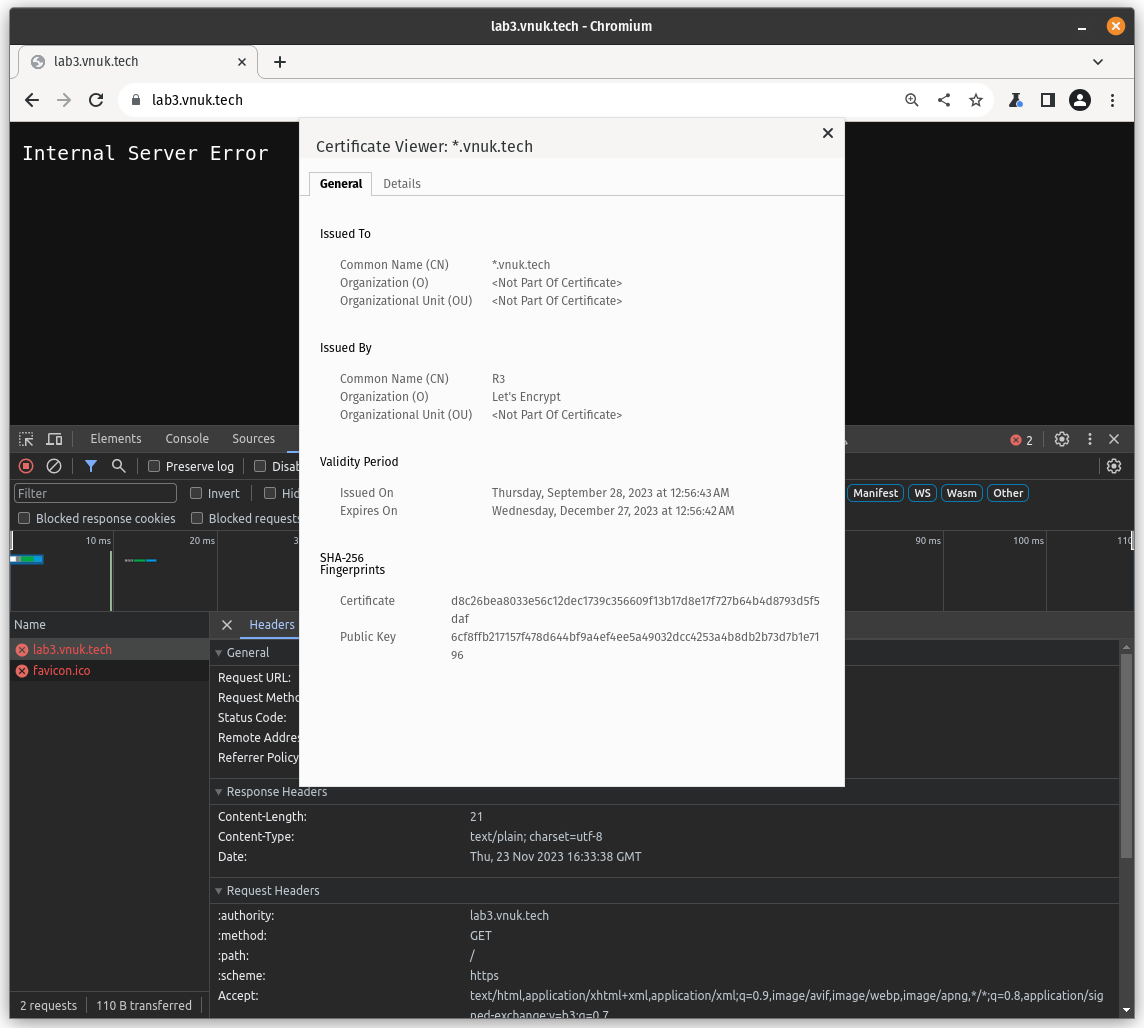 lab3.vnuk.tech - Chromium
lab3.vnuk.tech
lab3.vnuk.tech
Internal Server Error
Certificate Viewer: *.vnuk.tech
General Details
Issued To
Common Name (CN) *.vnuk.tech
Organization (O) <Not Part Of Certificate>
Organizational Unit (OU) <Not Part Of Certificate>
Issued By
Common Name (CN) R3
Organization (O) Let's Encrypt
Organizational Unit (OU) <Not Part Of Certificate>
Validity Period
Issued On Thursday, September 28, 2023 at 12:56:43 AM
Expires On Wednesday, December 27, 2023 at 12:56:42 AM
SHA-256
Fingerprints
Certificate d8c26bea8033e56c12dec1739c356609f13b17d8e17f727b64b4d8793d5f5
daf
Public Key 6cf8ffb217157f478d644bf9a4ef4ee5a49032dcc4253a4b8db2b73d7b1e71
96
Elements Console Sources 2
Preserve log Disab
Filter Invert Hid Manifest WS Wasm Other
Blocked response cookies Blocked requests
10 ms 20 ms 3 90 ms 100 ms 110
Name Headers
lab3.vnuk.tech
favicon.ico
General
Request URL:
Request Metho
Status Code:
Remote Addres
Referrer Policy
Response Headers
Content-Length: 21
Content-Type: text/plain; charset=utf-8
Date: Thu, 23 Nov 2023 16:33:38 GMT
Request Headers
:authority: lab3.vnuk.tech
:method: GET
:path: /
:scheme: https
Accept: text/html,application/xhtml+xml,application/xml;q=0.9,image/avif,image/webp,image/apng,*/*;q=0.8,application/sig
ned-exchange;v=b3;q=0.7
2 requests 110 B transferred